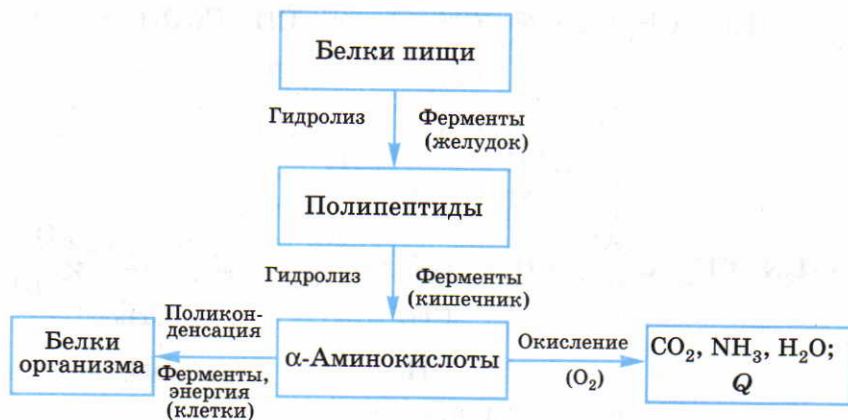 Белки пищи
Гидролиз
Ферменты
(желудок)
Полипептиды
Гидролиз
Ферменты
(кишечник)
Белки
организма
Поликон-
денсация
Ферменты,
энергия
(клетки)
α-Аминокислоты
Окисление
(O₂)
CO₂, NH₃, H₂O;
Q